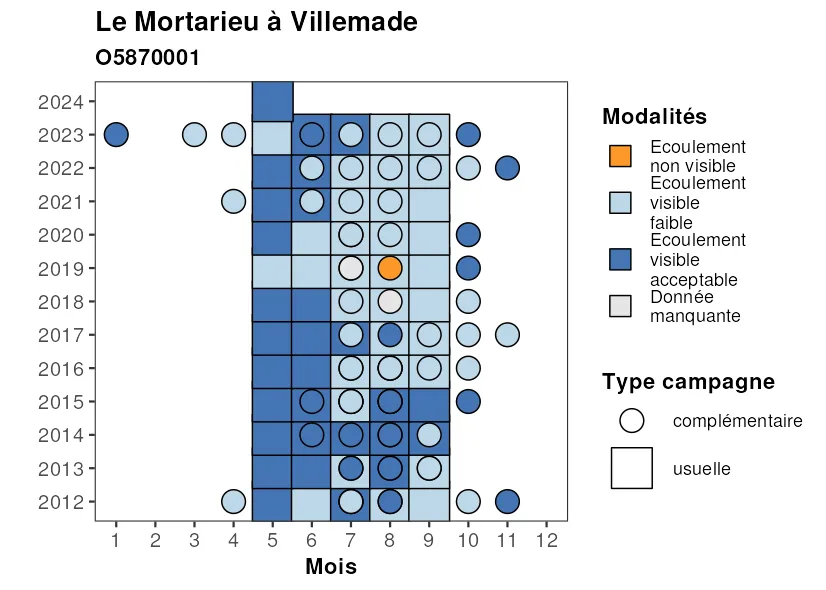 Le Mortarieu à Villemade
O5870001
2024
2023
2022
2021
2020
2019
2018
2017
2016
2015
2014
2013
2012
1 2 3 4 5 6 7 8 9 10 11 12
Mois
Modalités
Ecoulement
non visible
Ecoulement
visible
faible
Ecoulement
visible
acceptable
Donnée
manquante
Type campagne
complémentaire
usuelle